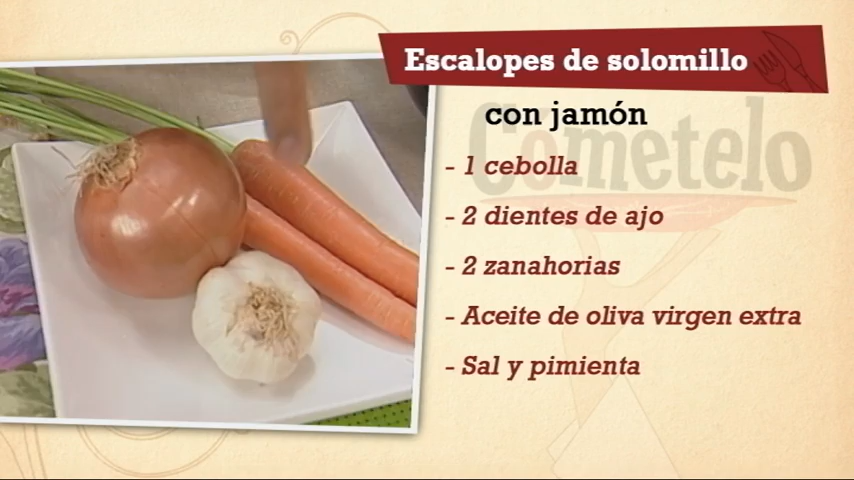 Escalopes de solomillo
con jamón
Cometelo
- 1 cebolla
- 2 dientes de ajo
- 2 zanahorias
- Aceite de oliva virgen extra
- Sal y pimienta